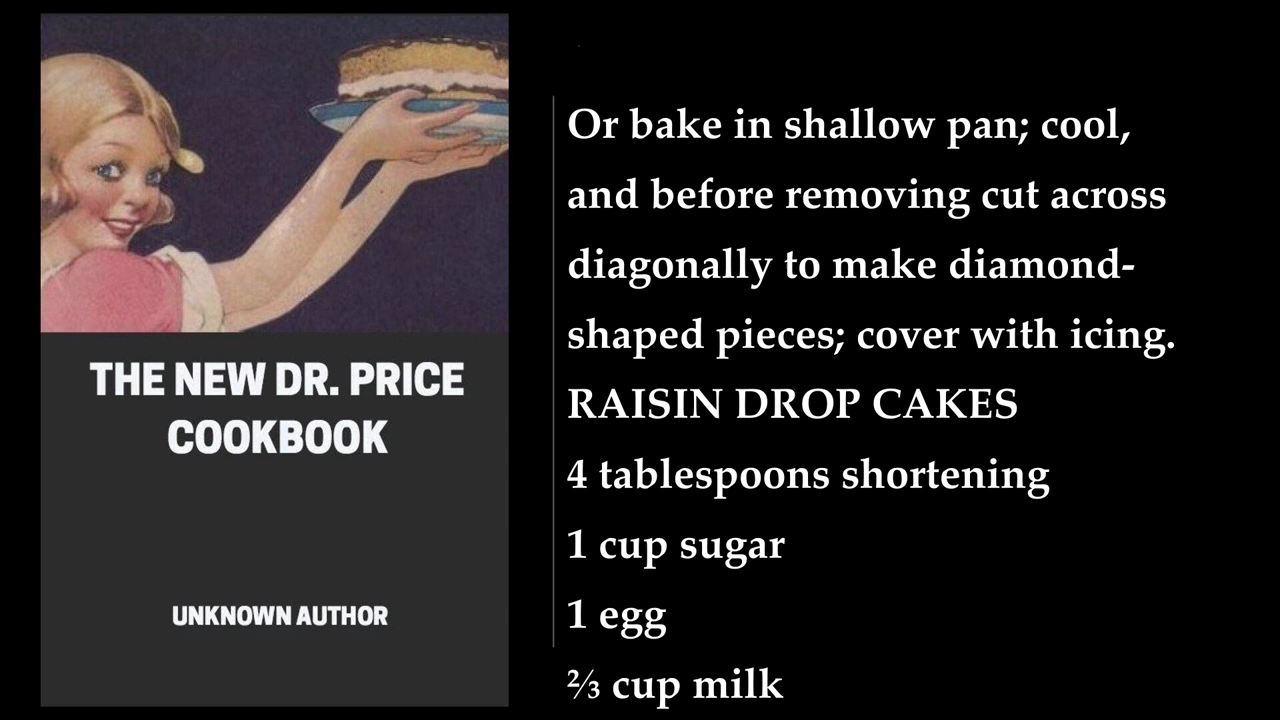 THE NEW DR. PRICE
COOKBOOK
UNKNOWN AUTHOR
Or bake in shallow pan; cool,
and before removing cut across
diagonally to make diamond-
shaped pieces; cover with icing.
RAISIN DROP CAKES
4 tablespoons shortening
1 cup sugar
1 egg
⅔ cup milk